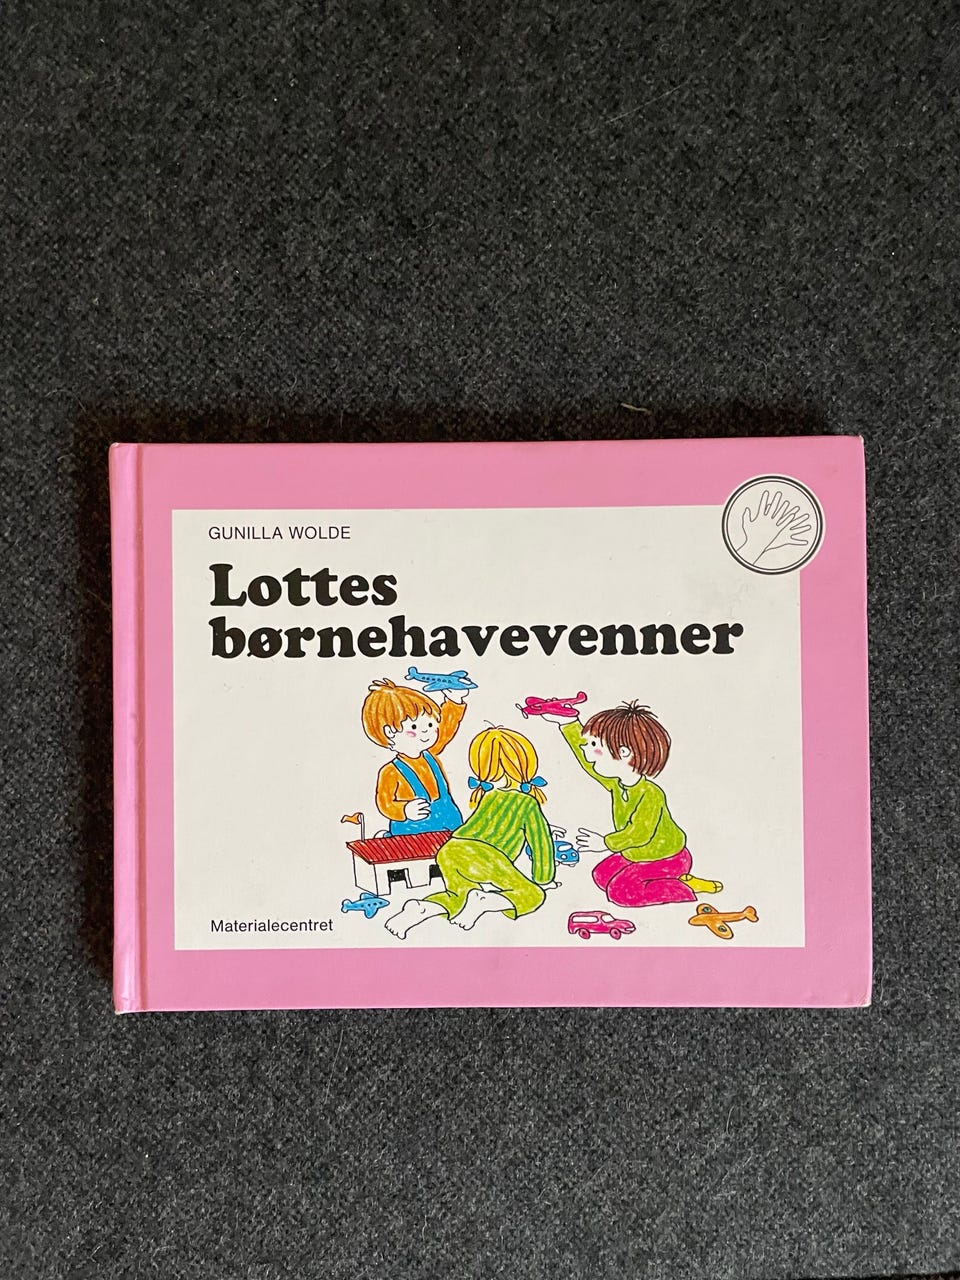 GUNILLA WOLDE
Lottes
børnehavevenner
Materialecentret